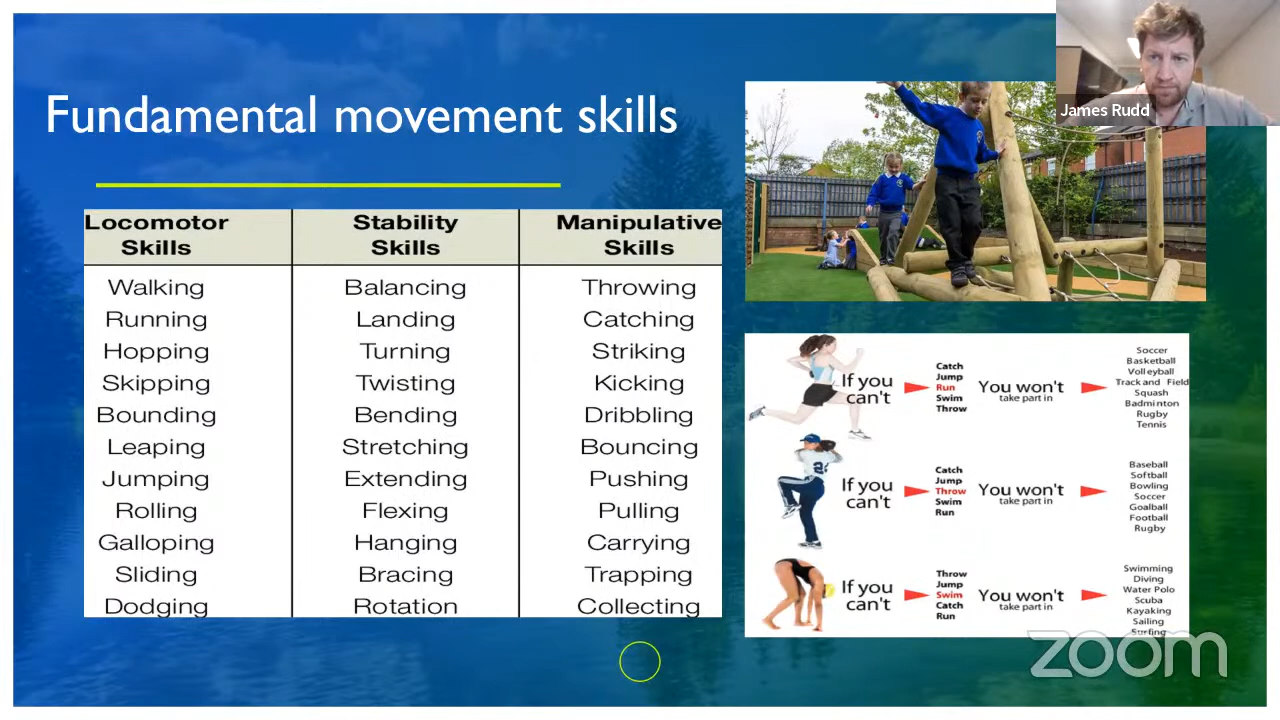 Fundamental movement skills
James Rudd
Locomotor
Skills
Stability
Skills
Manipulative
Skills
Walking
Balancing
Throwing
Running
Landing
Catching
Hopping
Turning
Striking
Skipping
Twisting
Kicking
Bounding
Bending
Dribbling
Leaping
Stretching
Bouncing
Jumping
Extending
Pushing
Rolling
Flexing
Pulling
Galloping
Hanging
Carrying
Sliding
Bracing
Trapping
Dodging
Rotation
Collecting
If you
can't
Catch
Jump
Run
Swim
Throw
You won't
take part in
Soccer
Basketball
Volleyball
Track and Field
Squash
Badminton
Rugby
Tennis
If you
can't
Catch
Jump
Throw
Swim
Run
You won't
take part in
Baseball
Softball
Bowling
Soccer
Goalball
Football
Rugby
If you
can't
Throw
Jump
Swim
Catch
Run
You won't
take part in
Swimming
Diving
Water Polo
Scuba
Kayaking
Sailing
Surfing
zoom